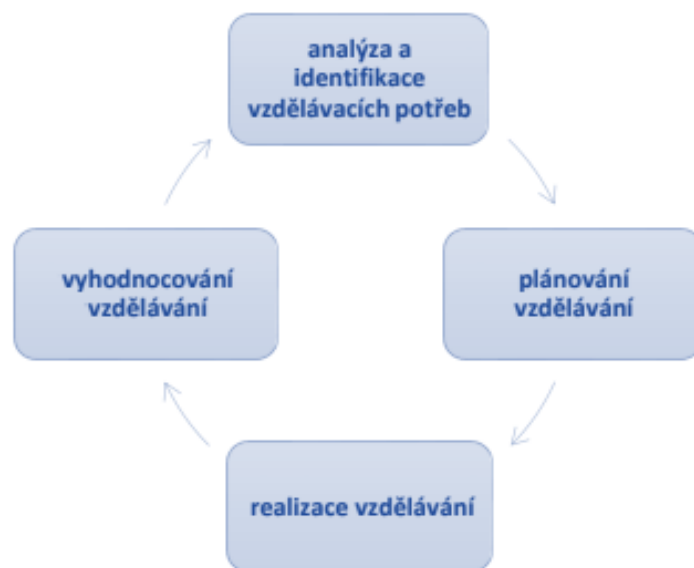 analýza a
identifikace
vzdělávacích potřeb
vyhodnocování
vzdělávání
plánování
vzdělávání
realizace vzdělávání